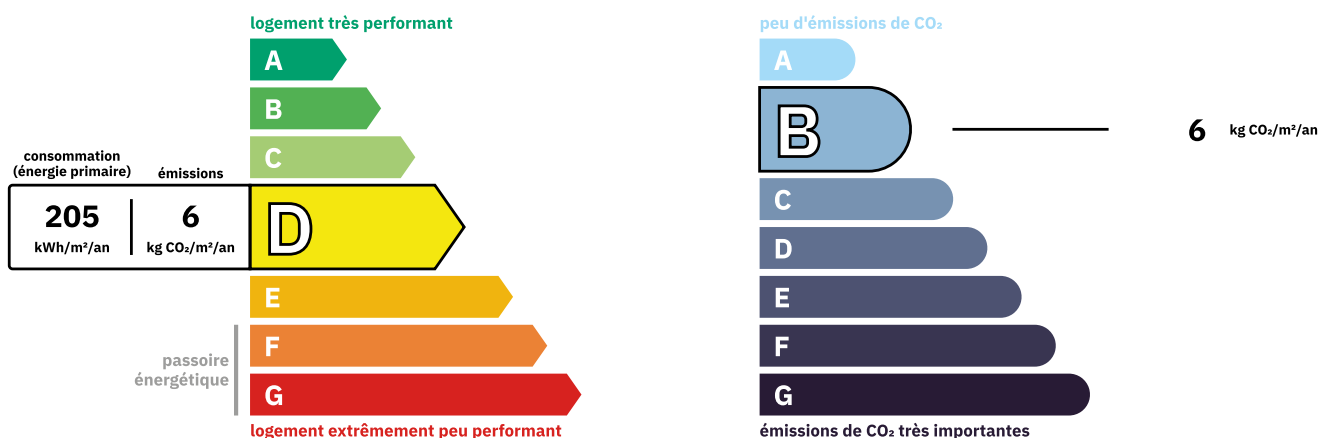 logement très performant
A
B
C
consommation
(énergie primaire)
émissions
205
kWh/m²/an
6
kg CO₂/m²/an
D
E
F
G
passoire
énergétique
logement extrêmement peu performant
peu d'émissions de CO₂
A
B
6 kg CO₂/m²/an
C
D
E
F
G
émissions de CO₂ très importantes